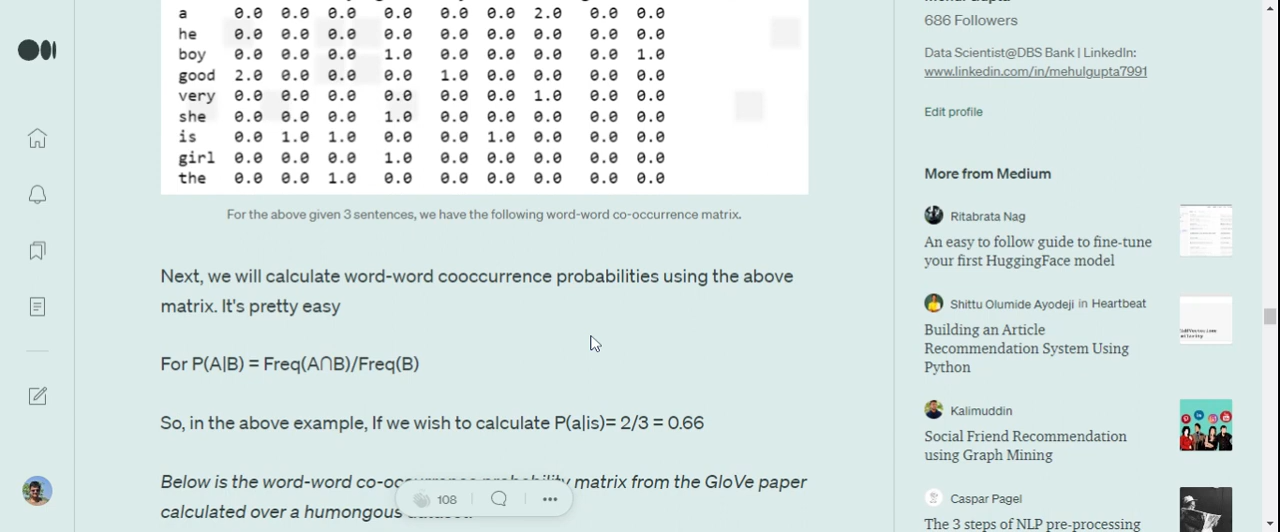 a 0.0 0.0 0.0 0.0 0.0 0.0 2.0 0.0 0.0
he 0.0 0.0 0.0 0.0 0.0 0.0 0.0 0.0 0.0
boy 0.0 0.0 0.0 1.0 0.0 0.0 0.0 0.0 1.0
good 2.0 0.0 0.0 0.0 1.0 0.0 0.0 0.0 0.0
very 0.0 0.0 0.0 0.0 0.0 0.0 1.0 0.0 0.0
she 0.0 0.0 0.0 1.0 0.0 0.0 0.0 0.0 0.0
is 0.0 1.0 1.0 0.0 0.0 1.0 0.0 0.0 0.0
girl 0.0 0.0 0.0 1.0 0.0 0.0 0.0 0.0 0.0
the 0.0 0.0 1.0 0.0 0.0 0.0 0.0 0.0 0.0
For the above given 3 sentences, we have the following word-word co-occurrence matrix.
Next, we will calculate word-word cooccurrence probabilities using the above
matrix. It's pretty easy
For P(A|B) = Freq(A∩B)/Freq(B)
So, in the above example, If we wish to calculate P(a|is)= 2/3 = 0.66
Below is the word-word co-occurrence probability matrix from the GloVe paper
calculated over a humongous
108
686 Followers
Data Scientist@DBS Bank | LinkedIn:
www.linkedin.com/in/mehulgupta7991
Edit profile
More from Medium
Ritabrata Nag
An easy to follow guide to fine-tune
your first HuggingFace model
Shittu Olumide Ayodeji in Heartbeat
Building an Article
Recommendation System Using
Python
Kalimuddin
Social Friend Recommendation
using Graph Mining
Caspar Pagel
The 3 steps of NLP pre-processing